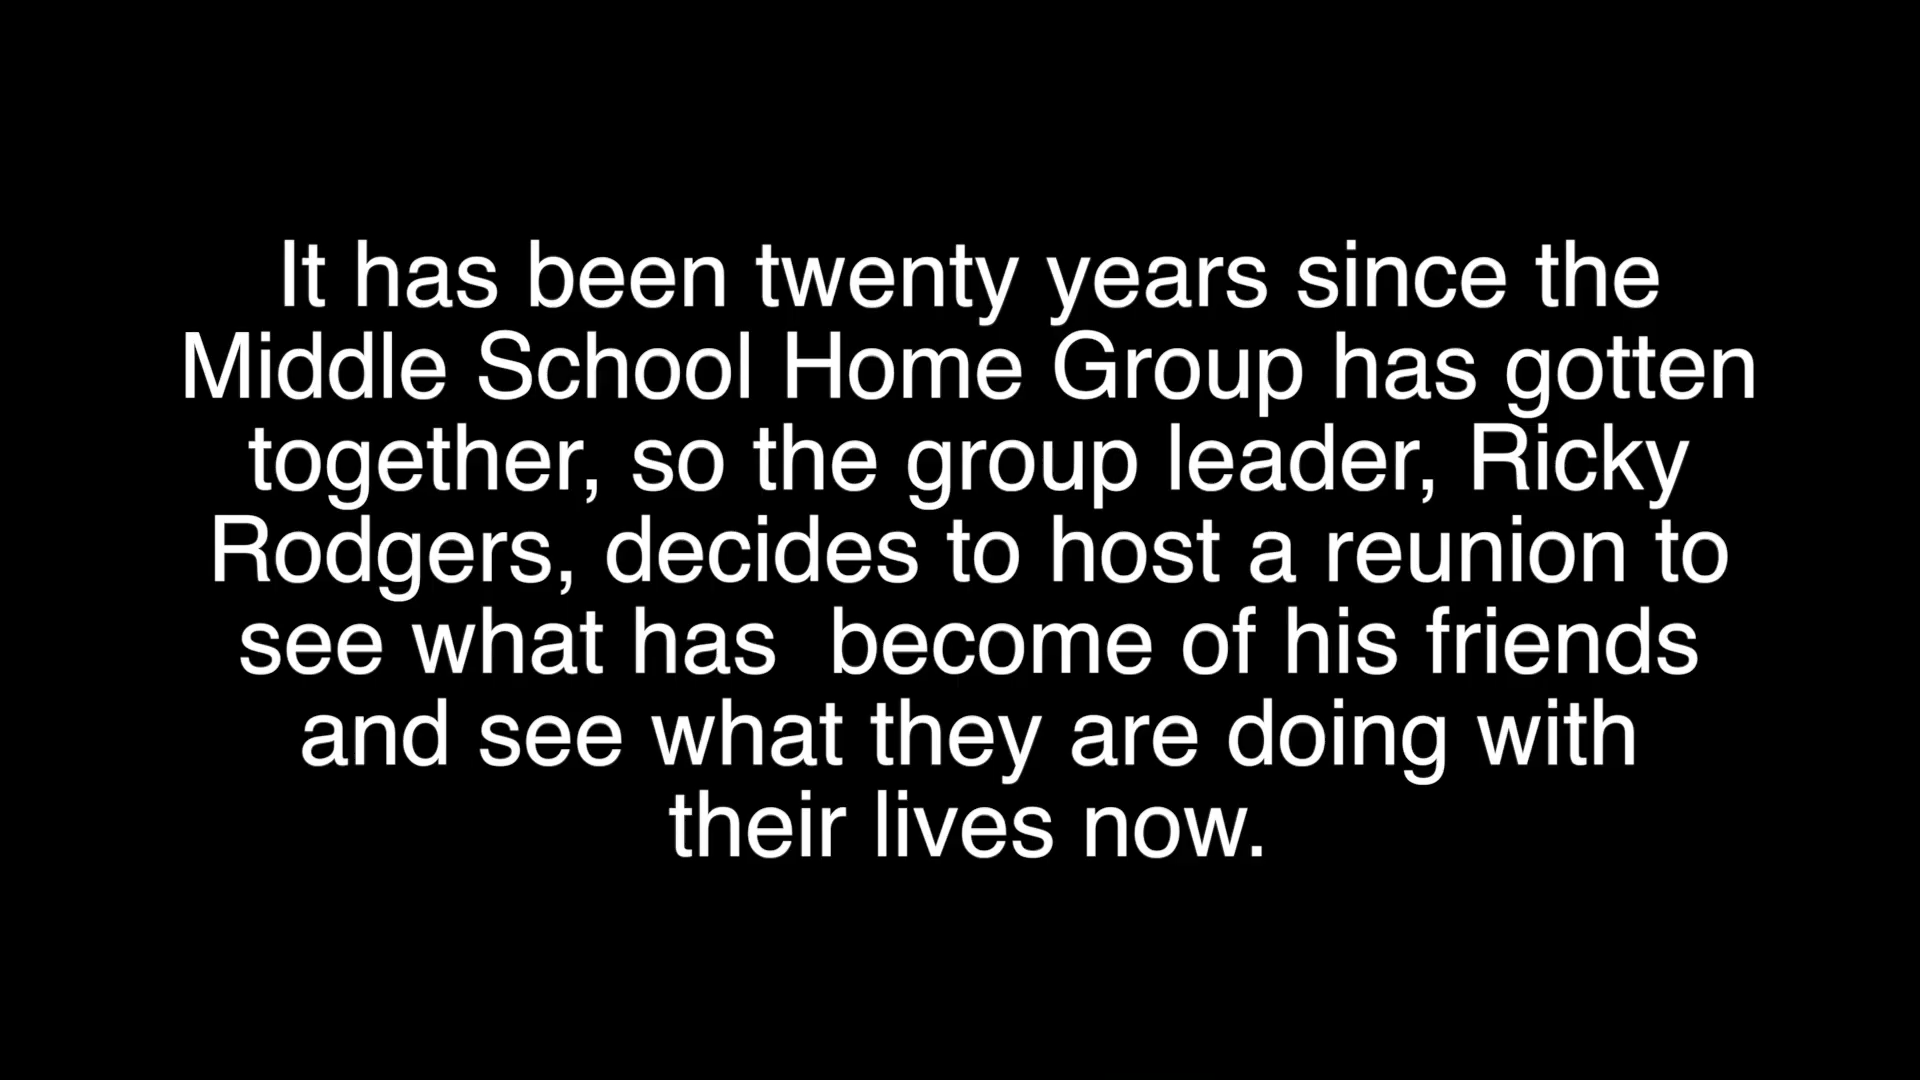 It has been twenty years since the
Middle School Home Group has gotten
together, so the group leader, Ricky
Rodgers, decides to host a reunion to
see what has  become of his friends
and see what they are doing with
their lives now.